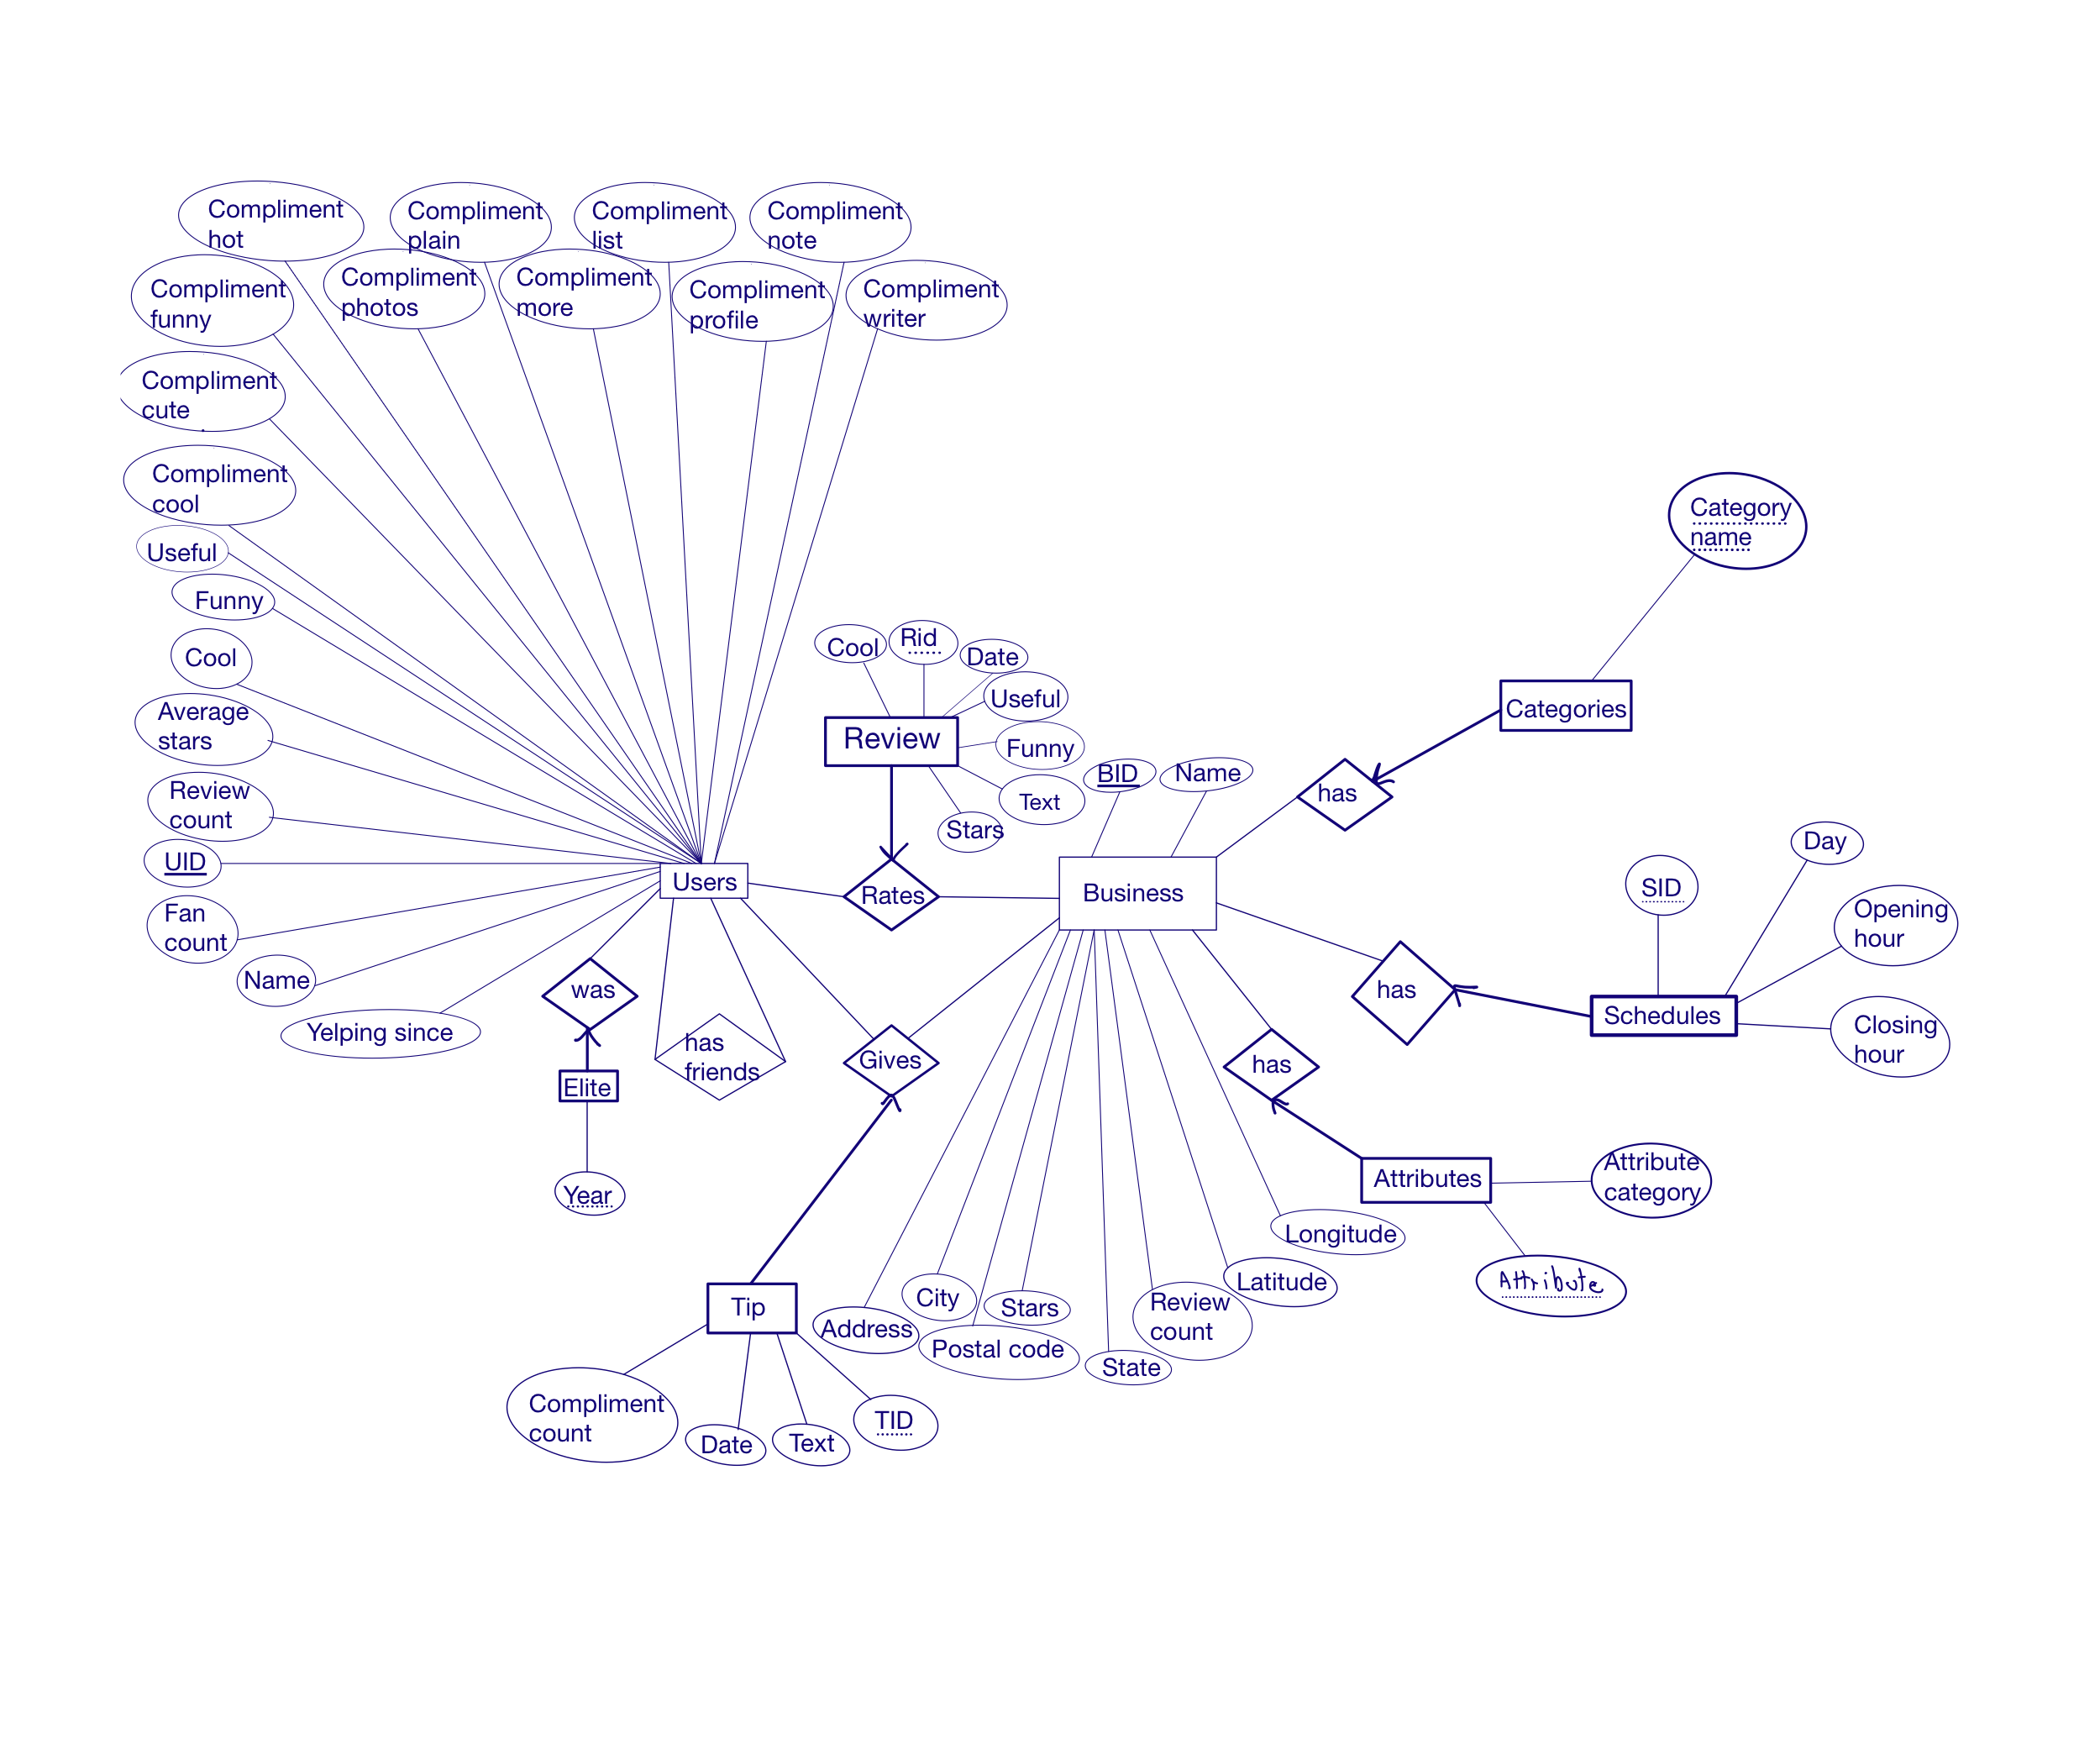 Compliment
hot
Compliment
plain
Compliment
list
Compliment
note
Compliment
funny
Compliment
photos
Compliment
more
Compliment
profile
Compliment
writer
Compliment
cute
Compliment
cool
Useful
Funny
Cool
Average
stars
Review
count
UID
Fan
count
Name
Yelping since
Users
was
Elite
Year
has
friends
Cool
Rid
Date
Useful
Funny
Text
Stars
Review
Rates
Gives
Tip
Compliment
count
Date
Text
TID
BID
Name
Business
Address
City
Postal code
Stars
State
Review
count
Latitude
Longitude
has
Categories
Category
name
has
Schedules
SID
Day
Opening
hour
Closing
hour
has
Attributes
Attribute
category
Attribute